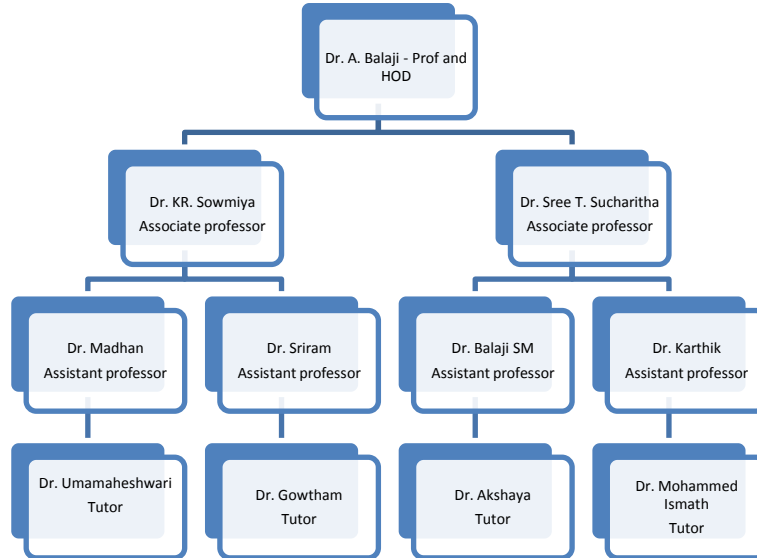 Dr. A. Balaji - Prof and
HOD
Dr. KR. Sowmiya
Associate professor
Dr. Sree T. Sucharitha
Associate professor
Dr. Madhan
Assistant professor
Dr. Sriram
Assistant professor
Dr. Balaji SM
Assistant professor
Dr. Karthik
Assistant professor
Dr. Umamaheshwari
Tutor
Dr. Gowtham
Tutor
Dr. Akshaya
Tutor
Dr. Mohammed
Ismath
Tutor